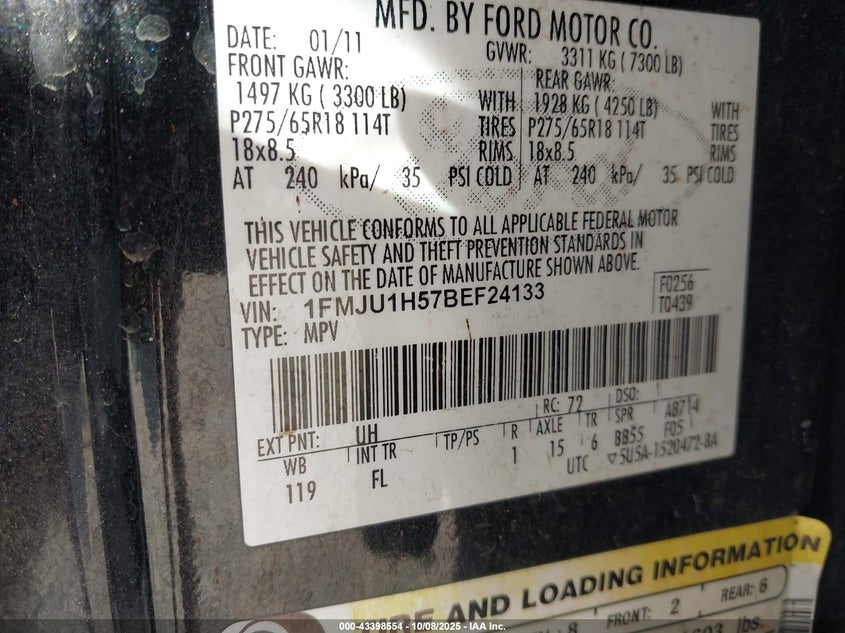 MFD. BY FORD MOTOR CO.
DATE: 01/11 GVWR: 3311 KG ( 7300 LB)
FRONT GAWR: REAR GAWR:
1497 KG ( 3300 LB) WITH 1928 KG ( 4250 LB) WITH
P275/65R18 114T TIRES P275/65R18 114T TIRES
18x8.5 RIMS 18x8.5 RIMS
AT 240 kPa/ 35 PSI COLD AT 240 kPa/ 35 PSI COLD
THIS VEHICLE CONFORMS TO ALL APPLICABLE FEDERAL MOTOR
VEHICLE SAFETY AND THEFT PREVENTION STANDARDS IN
EFFECT ON THE DATE OF MANUFACTURE SHOWN ABOVE.
VIN: 1FMJU1H57BEF24133 F0256
TYPE: MPV T0439
EXT PNT: UH RC: 72 DSO:
WB INT TR TP/PS R AXLE TR SPR A8714
119 FL 1 15 6 BB55 F05
UTC ▽5U5A-1520472-BA
AND LOADING INFORMATION
8 FRONT: 2 REAR: 6
lbs.
000-43398554 - 10/08/2025 - IAA Inc.